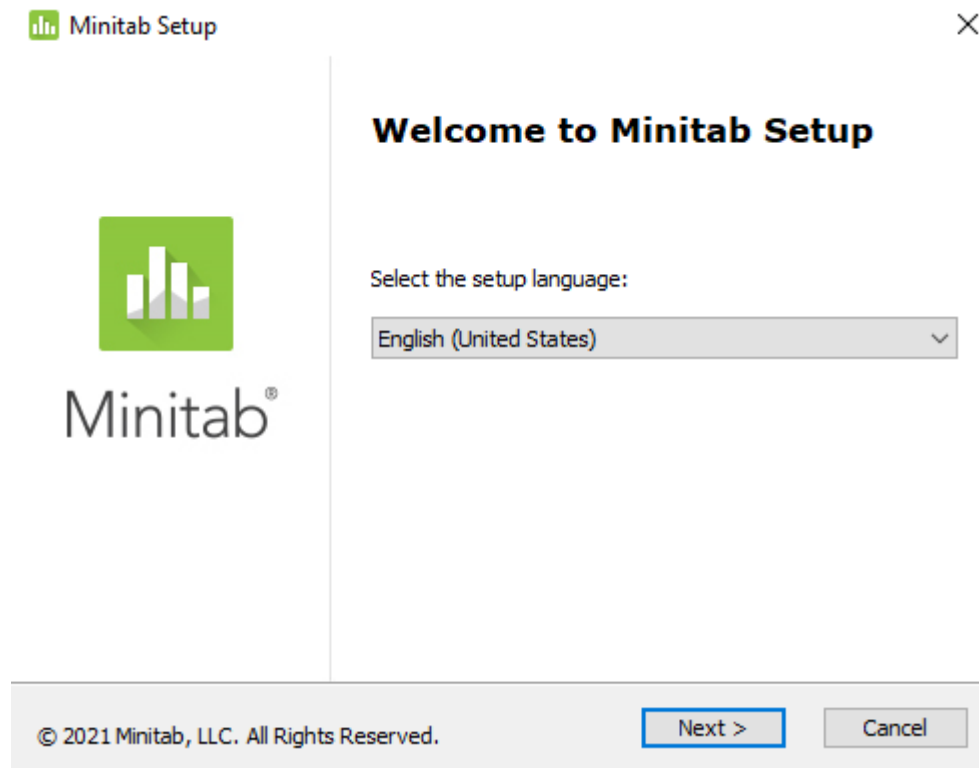 Minitab Setup
Welcome to Minitab Setup
Select the setup language:
English (United States)
Minitab®
© 2021 Minitab, LLC. All Rights Reserved.
Next >
Cancel